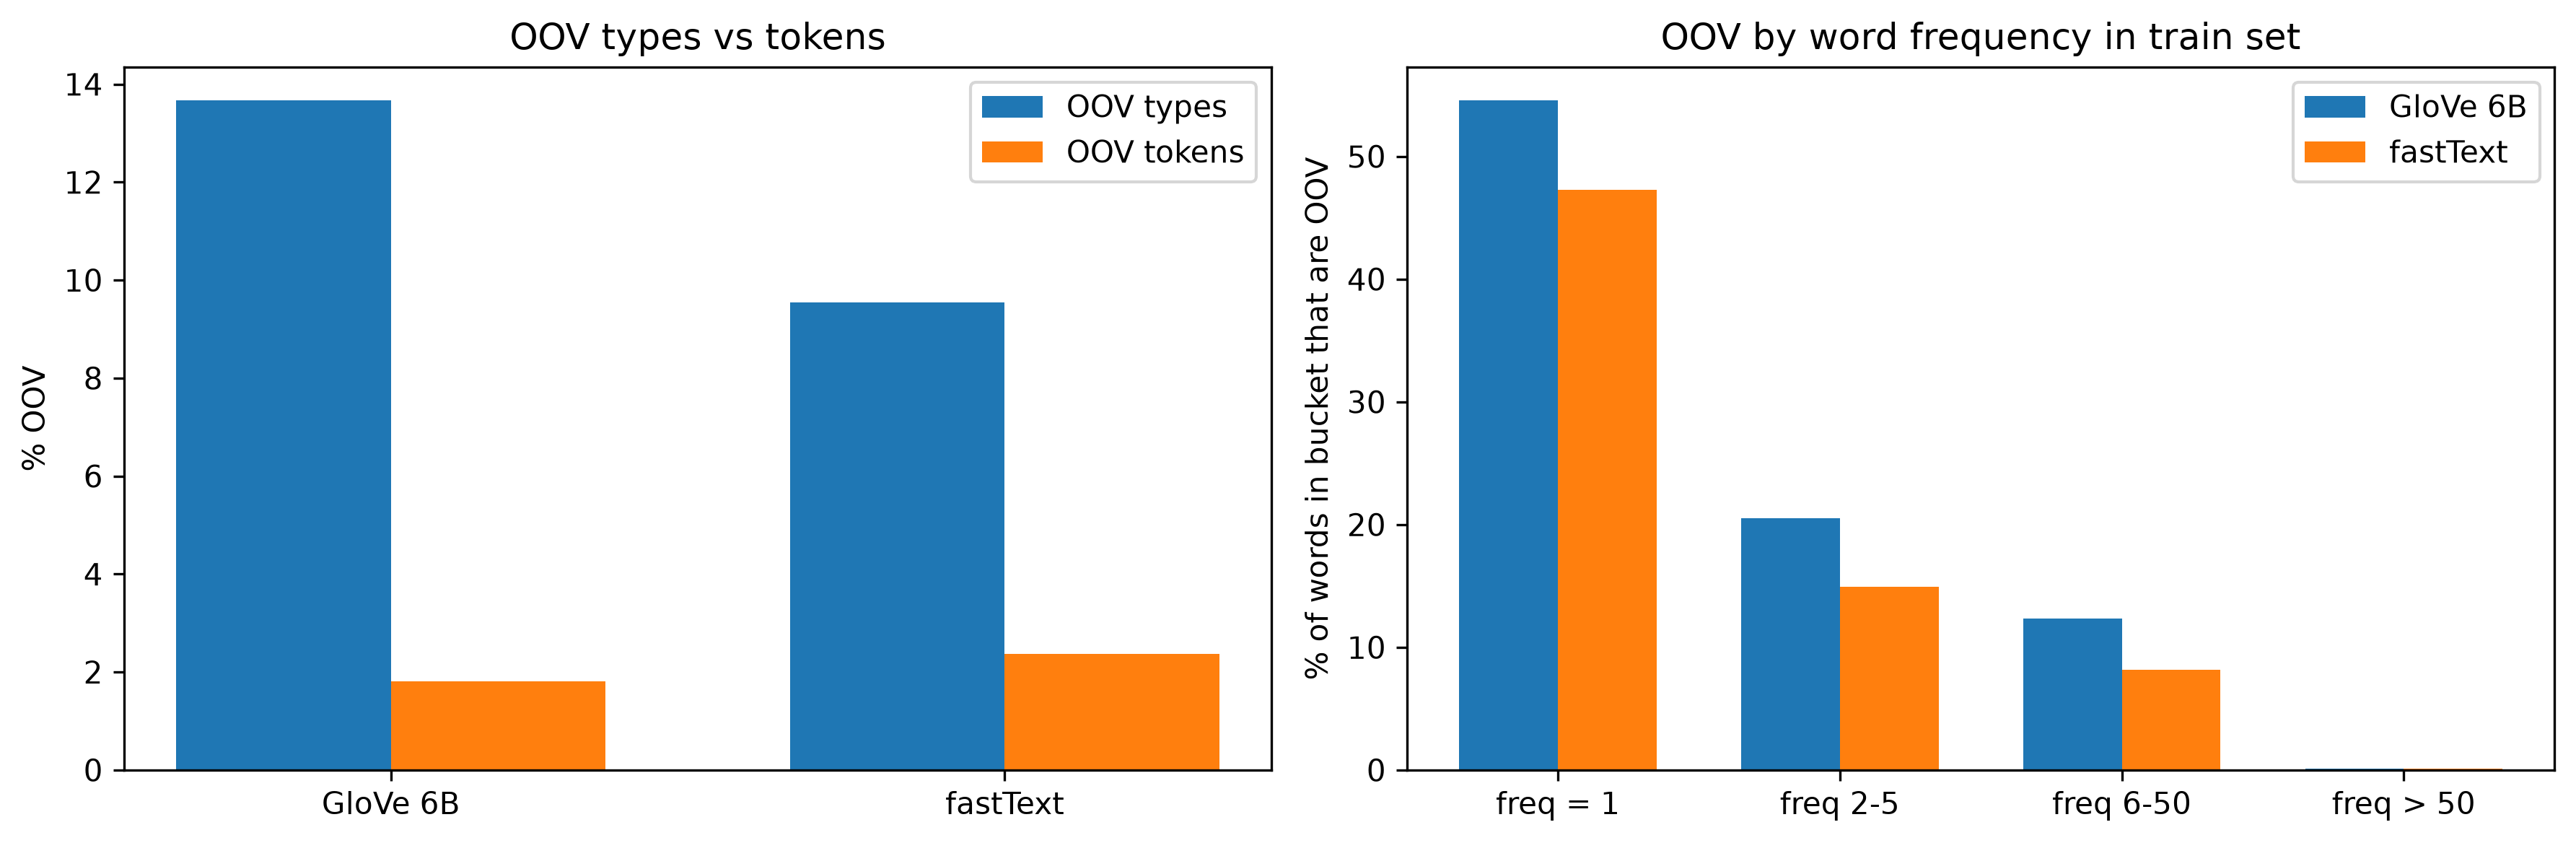 OOV types vs tokens
% OOV
14
12
10
8
6
4
2
0
GloVe 6B
fastText
OOV types
OOV tokens
OOV by word frequency in train set
% of words in bucket that are OOV
50
40
30
20
10
0
freq = 1
freq 2-5
freq 6-50
freq > 50
GloVe 6B
fastText